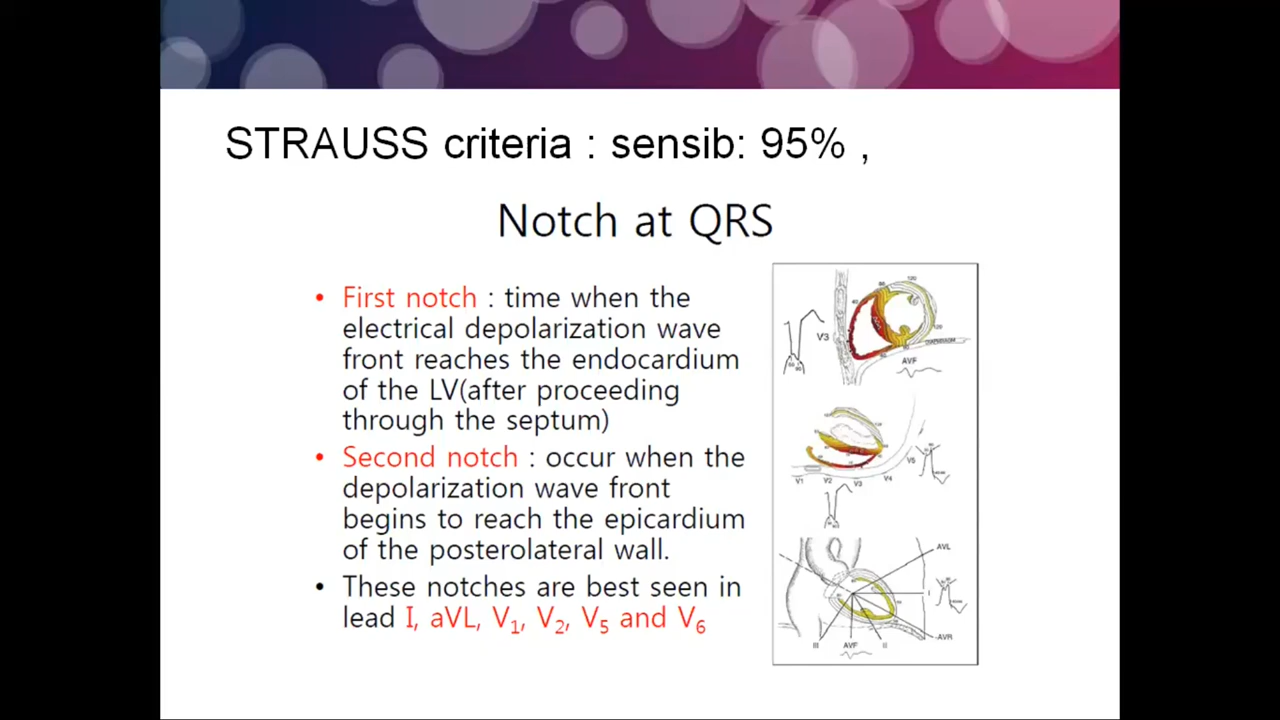 STRAUSS criteria : sensib: 95% ,
Notch at QRS
• First notch : time when the
electrical depolarization wave
front reaches the endocardium
of the LV(after proceeding
through the septum)
• Second notch : occur when the
depolarization wave front
begins to reach the epicardium
of the posterolateral wall.
• These notches are best seen in
lead I, aVL, V1, V2, V5 and V6
120
V3
AVF
V5
V1 V2 V3 V4
AVL
I
-AVR
III AVF II